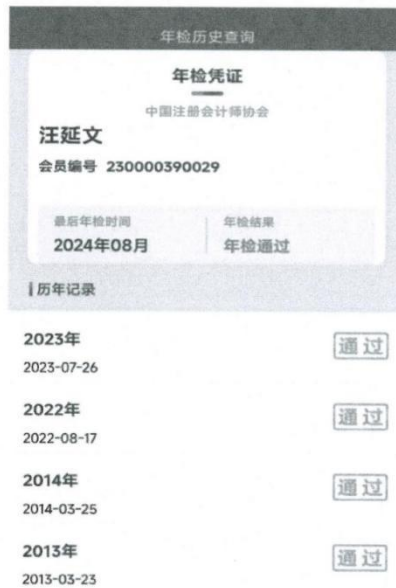 年检历史查询
年检凭证
中国注册会计师协会
汪延文
会员编号 230000390029
最后年检时间 年检结果
2024年08月 年检通过
历年记录
2023年 通过
2023-07-26
2022年 通过
2022-08-17
2014年 通过
2014-03-25
2013年 通过
2013-03-23